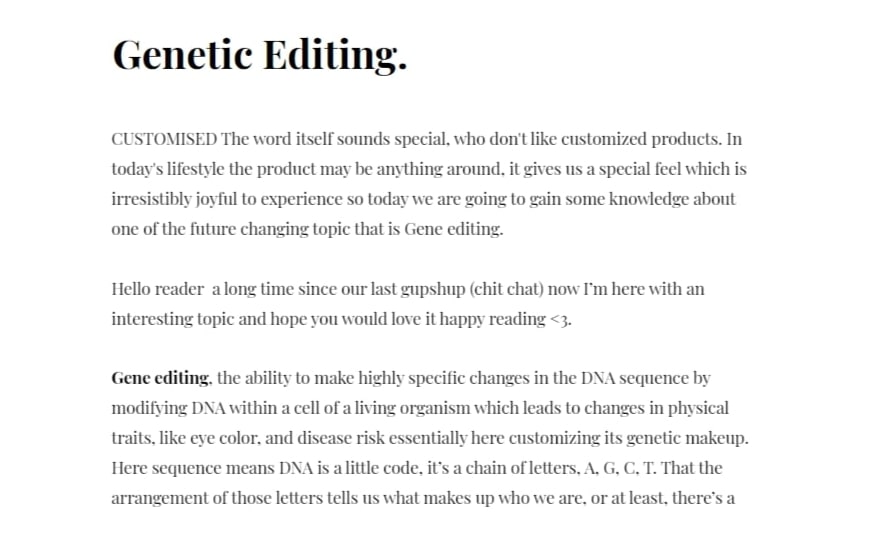 Genetic Editing.
CUSTOMISED The word itself sounds special, who don't like customized products. In
today's lifestyle the product may be anything around, it gives us a special feel which is
irresistibly joyful to experience so today we are going to gain some knowledge about
one of the future changing topic that is Gene editing.
Hello reader  a long time since our last gupshup (chit chat) now I'm here with an
interesting topic and hope you would love it happy reading <3.
Gene editing, the ability to make highly specific changes in the DNA sequence by
modifying DNA within a cell of a living organism which leads to changes in physical
traits, like eye color, and disease risk essentially here customizing its genetic makeup.
Here sequence means DNA is a little code, it’s a chain of letters, A, G, C, T. That the
arrangement of those letters tells us what makes up who we are, or at least, there’s a